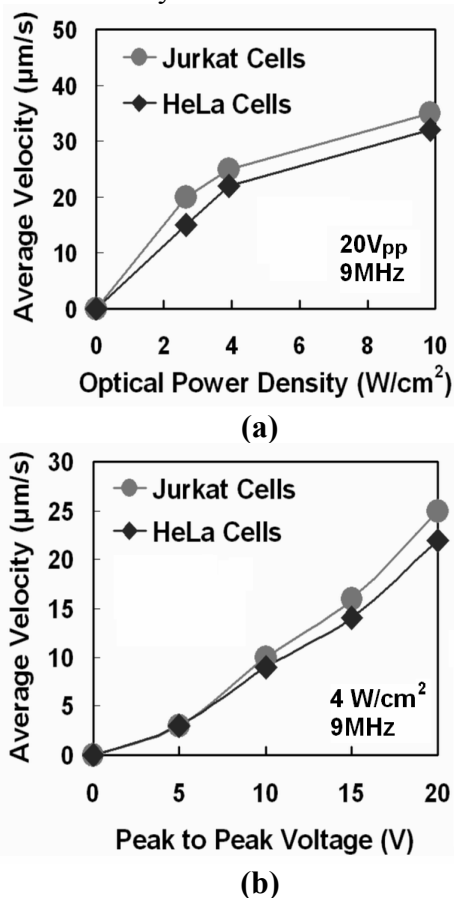 50
40
30
20
10
0
Average Velocity (µm/s)
Jurkat Cells
HeLa Cells
20Vpp
9MHz
0 2 4 6 8 10
Optical Power Density (W/cm²)
(a)
30
25
20
15
10
5
0
Average Velocity (µm/s)
Jurkat Cells
HeLa Cells
4 W/cm²
9MHz
0 5 10 15 20
Peak to Peak Voltage (V)
(b)